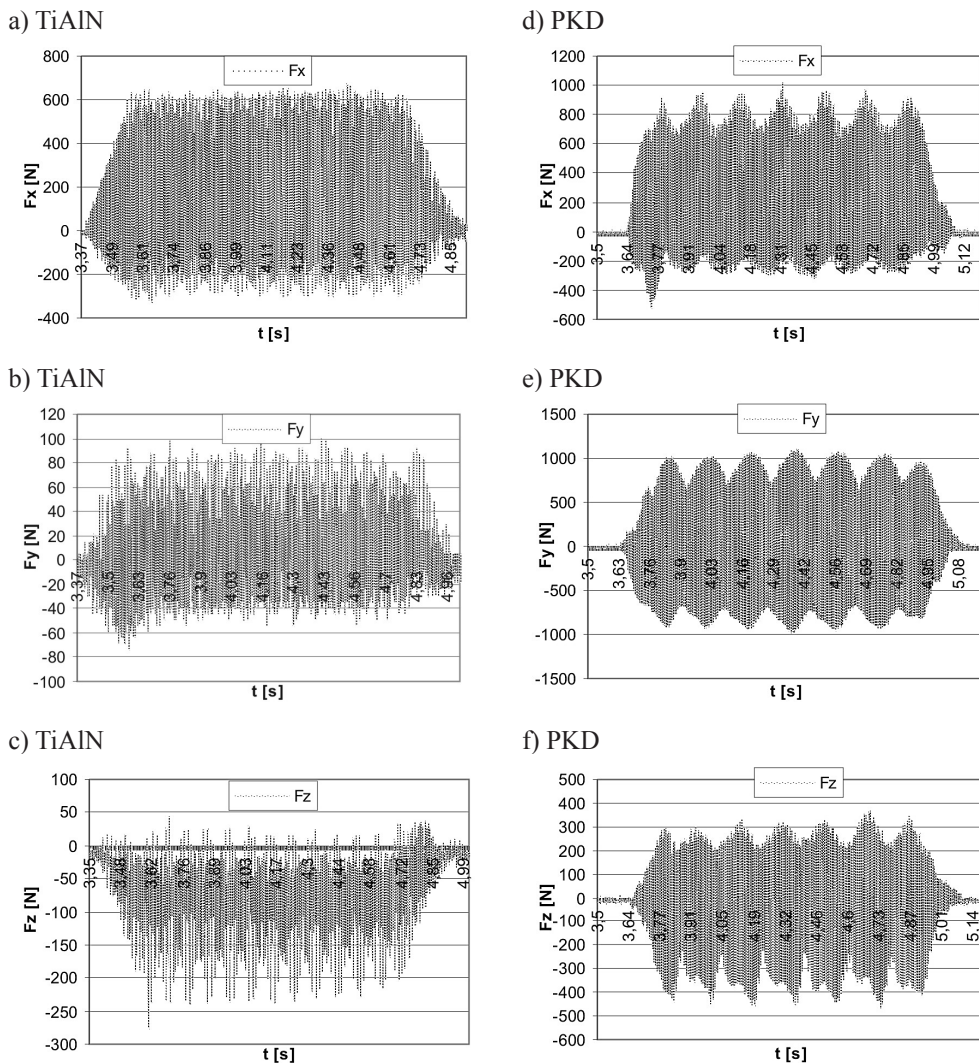 a) TiAlN
Fx
800
600
400
200
0
-200
-400
Fx [N]
3,37 3,49 3,61 3,74 3,86 3,99 4,11 4,23 4,36 4,48 4,61 4,73 4,85
t [s]
d) PKD
Fx
1200
1000
800
600
400
200
0
-200
-400
-600
Fx [N]
3,5 3,64 3,77 3,91 4,04 4,18 4,31 4,45 4,58 4,72 4,85 4,99 5,12
t [s]
b) TiAlN
Fy
120
100
80
60
40
20
0
-20
-40
-60
-80
-100
Fy [N]
3,37 3,5 3,63 3,76 3,9 4,03 4,16 4,3 4,43 4,56 4,7 4,83 4,96
t [s]
e) PKD
Fy
1500
1000
500
0
-500
-1000
-1500
Fy [N]
3,5 3,63 3,76 3,9 4,03 4,16 4,29 4,42 4,56 4,69 4,82 4,95 5,08
t [s]
c) TiAlN
Fz
100
50
0
-50
-100
-150
-200
-250
-300
Fz [N]
3,35 3,48 3,62 3,76 3,89 4,03 4,17 4,3 4,44 4,58 4,72 4,85 4,99
t [s]
f) PKD
Fz
500
400
300
200
100
0
-100
-200
-300
-400
-500
-600
Fz [N]
3,5 3,64 3,77 3,91 4,05 4,19 4,32 4,46 4,6 4,73 4,87 5,01 5,14
t [s]